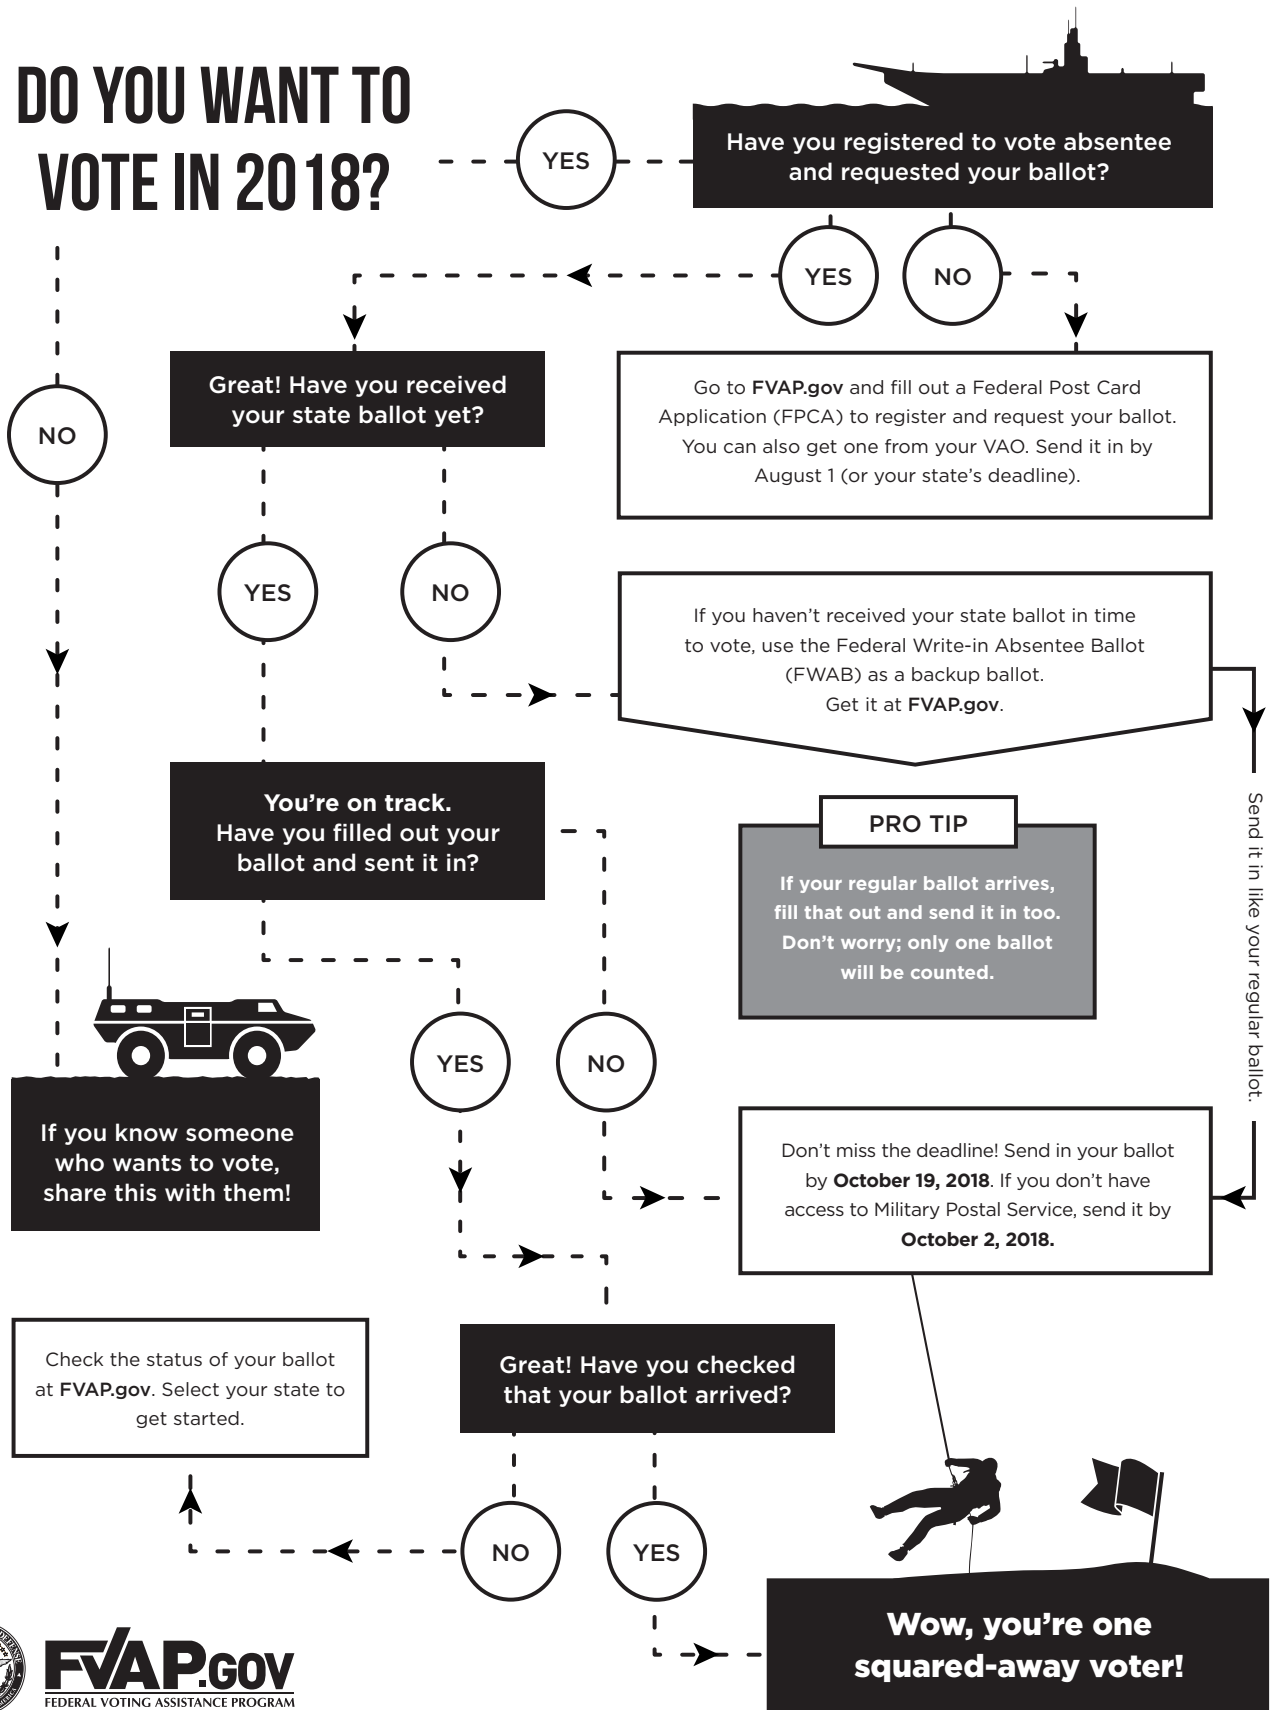 DO YOU WANT TO
VOTE IN 2018?
YES
Have you registered to vote absentee
and requested your ballot?
YES
NO
Great! Have you received
your state ballot yet?
Go to FVAP.gov and fill out a Federal Post Card
Application (FPCA) to register and request your ballot.
You can also get one from your VAO. Send it in by
August 1 (or your state's deadline).
NO
YES
NO
If you haven't received your state ballot in time
to vote, use the Federal Write-in Absentee Ballot
(FWAB) as a backup ballot.
Get it at FVAP.gov.
Send it in like your regular ballot.
You're on track.
Have you filled out your
ballot and sent it in?
PRO TIP
If your regular ballot arrives,
fill that out and send it in too.
Don't worry; only one ballot
will be counted.
YES
NO
If you know someone
who wants to vote,
share this with them!
Don't miss the deadline! Send in your ballot
by October 19, 2018. If you don't have
access to Military Postal Service, send it by
October 2, 2018.
Check the status of your ballot
at FVAP.gov. Select your state to
get started.
Great! Have you checked
that your ballot arrived?
NO
YES
Wow, you're one
squared-away voter!
FVAP.GOV
FEDERAL VOTING ASSISTANCE PROGRAM